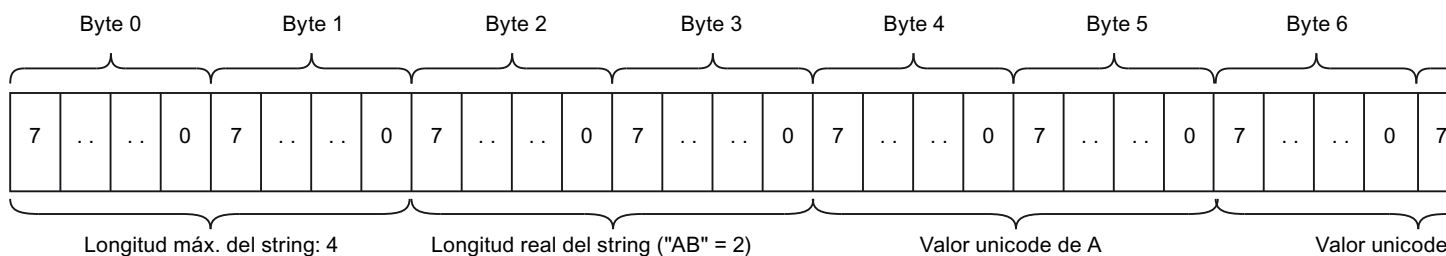 Byte 0 Byte 1 Byte 2 Byte 3 Byte 4 Byte 5 Byte 6
7 . . . . 0 7 . . . . 0 7 . . . . 0 7 . . . . 0 7 . . . . 0 7 . . . . 0 7 . . . . 0 7
Longitud máx. del string: 4 Longitud real del string ("AB" = 2) Valor unicode de A Valor unicode